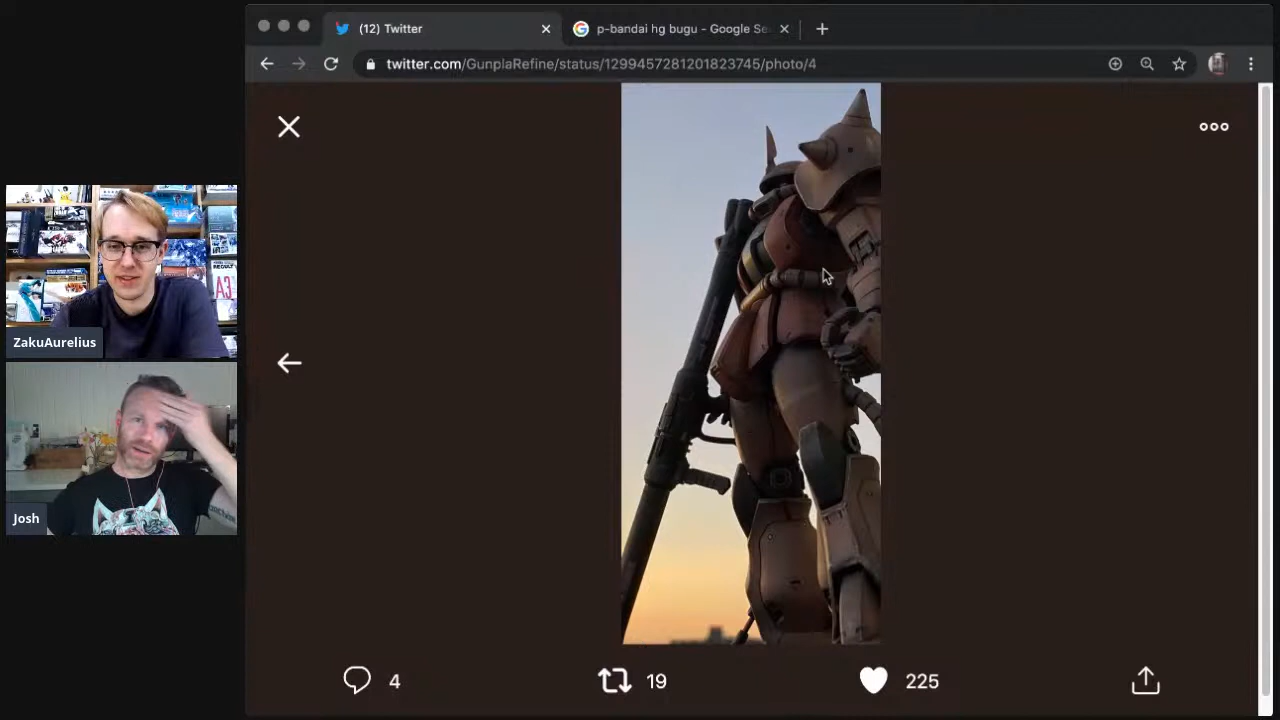 (12) Twitter
p-bandai hg bugu - Google Se
twitter.com/GunplaRefine/status/1299457281201823745/photo/4
ZakuAurelius
A3
Josh
4
19
225